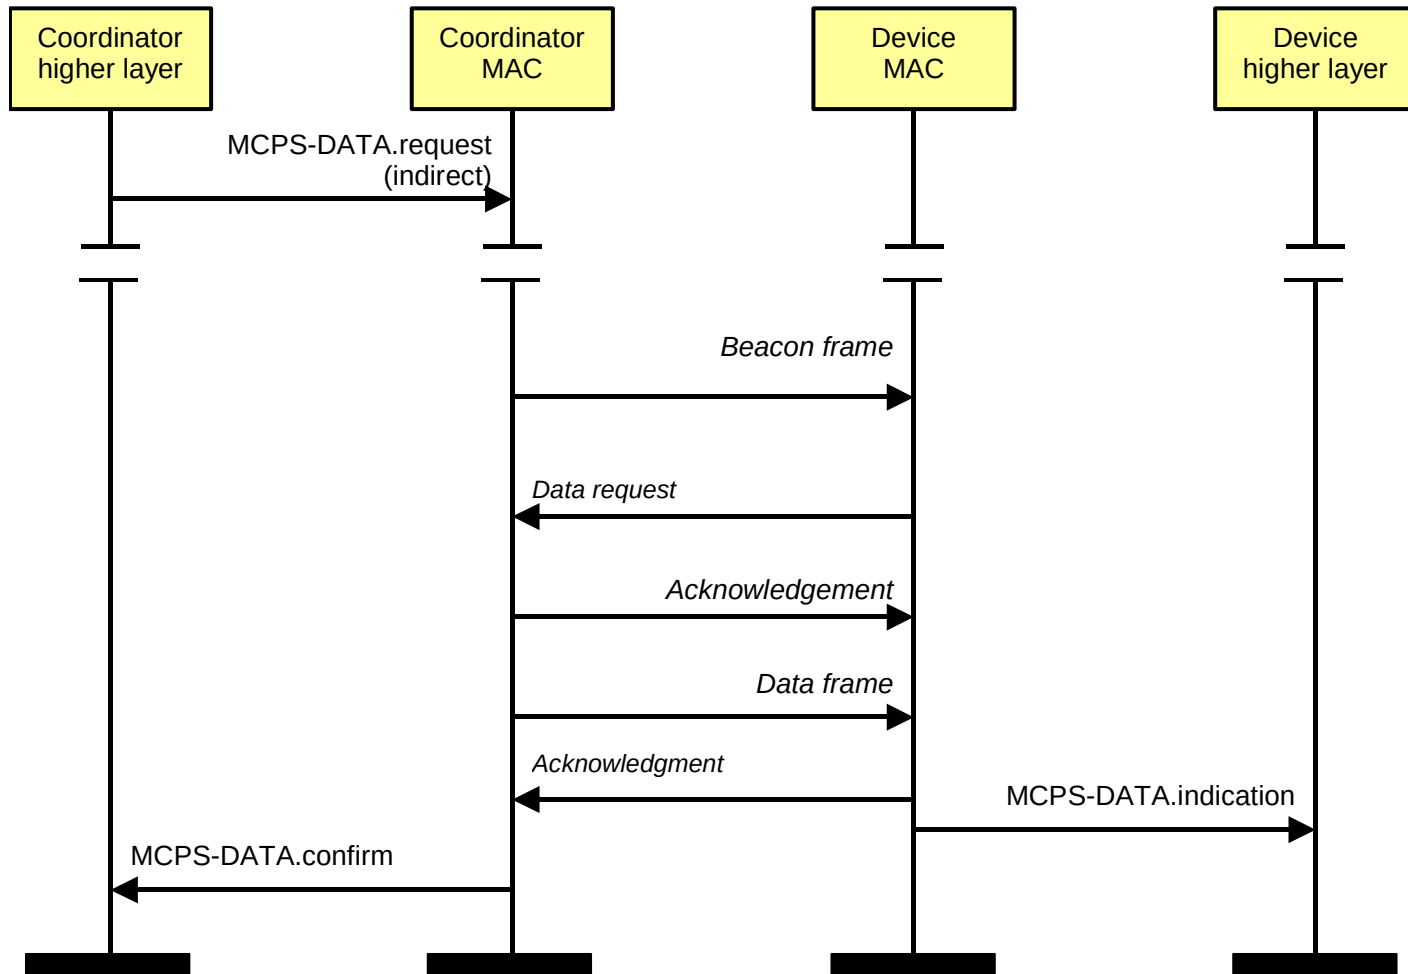 Coordinator
higher layer
Coordinator
MAC
Device
MAC
Device
higher layer
MCPS-DATA.request
(indirect)
Beacon frame
Data request
Acknowledgement
Data frame
Acknowledgment
MCPS-DATA.indication
MCPS-DATA.confirm